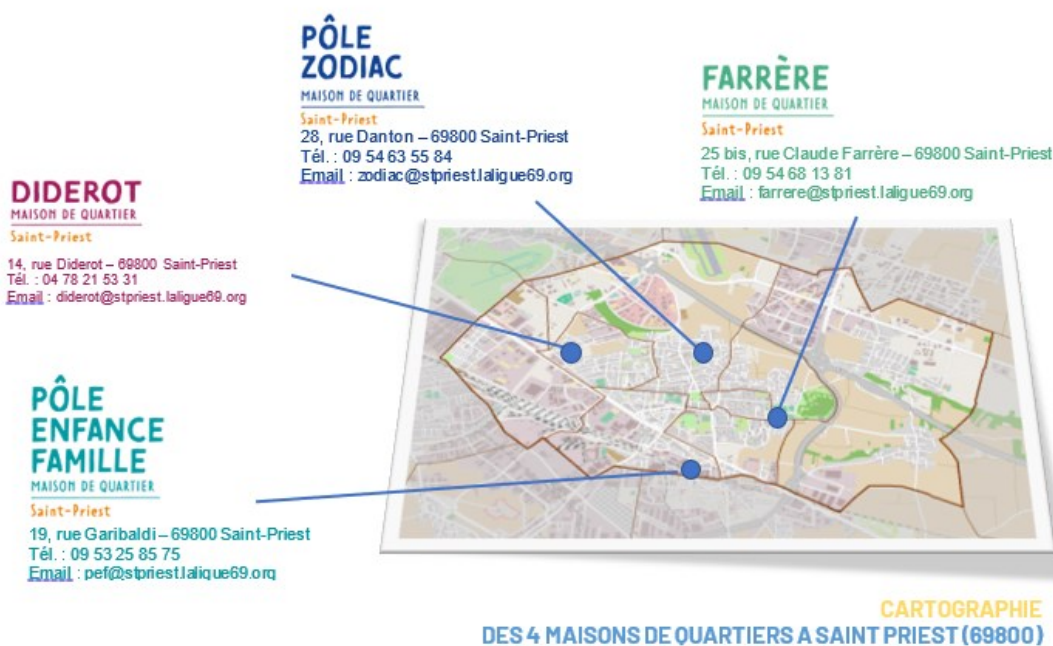 PÔLE
ZODIAC
MAISON DE QUARTIER
Saint-Priest
28, rue Danton – 69800 Saint-Priest
Tél. : 09 54 63 55 84
Email : zodiac@stpriest.laligue69.org
FARRÈRE
MAISON DE QUARTIER
Saint-Priest
25 bis, rue Claude Farrère – 69800 Saint-Priest
Tél. : 09 54 68 13 81
Email : farrere@stpriest.laligue69.org
DIDEROT
MAISON DE QUARTIER
Saint-Priest
14, rue Diderot – 69800 Saint-Priest
Tél. : 04 78 21 53 31
Email : diderot@stpriest.laligue69.org
PÔLE
ENFANCE
FAMILLE
MAISON DE QUARTIER
Saint-Priest
19, rue Garibaldi – 69800 Saint-Priest
Tél. : 09 53 25 85 75
Email : pef@stpriest.laligue69.org
CARTOGRAPHIE
DES 4 MAISONS DE QUARTIERS A SAINT PRIEST (69800)